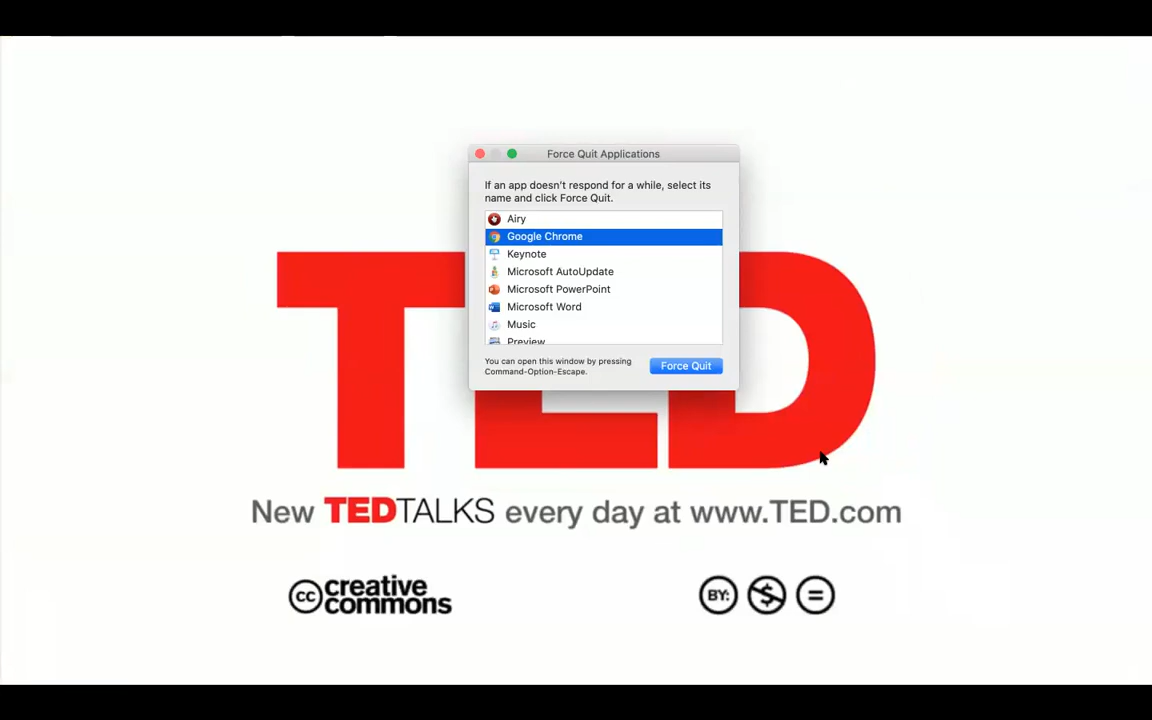 Force Quit Applications
If an app doesn't respond for a while, select its
name and click Force Quit.
Airy
Google Chrome
Keynote
Microsoft AutoUpdate
Microsoft PowerPoint
Microsoft Word
Music
Preview
You can open this window by pressing
Command-Option-Escape.
Force Quit
TED
New TEDTALKS every day at www.TED.com
cc creative
commons
BY: $ =